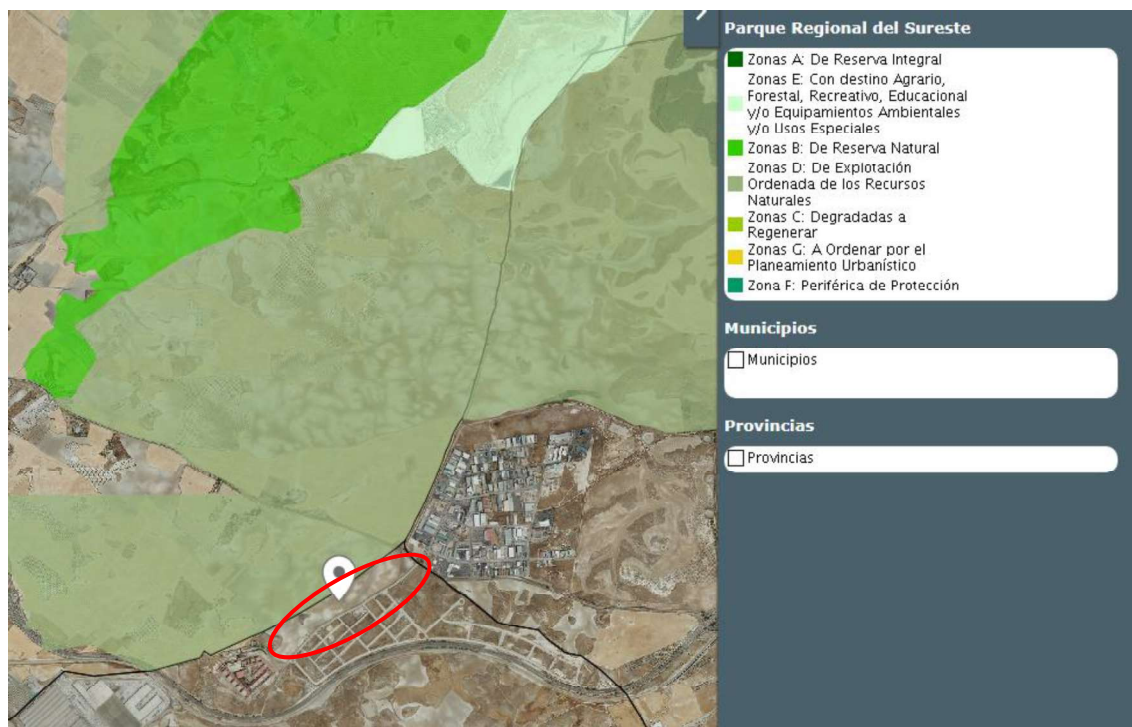 Parque Regional del Sureste
Zonas A: De Reserva Integral
Zonas E: Con destino Agrario,
Forestal, Recreativo, Educacional
y/o Equipamientos Ambientales
y/o Usos Especiales
Zonas B: De Reserva Natural
Zonas D: De Explotación
Ordenada de los Recursos
Naturales
Zonas C: Degradadas a
Regenerar
Zonas G: A Ordenar por el
Planeamiento Urbanístico
Zona F: Periférica de Protección
Municipios
Municipios
Provincias
Provincias